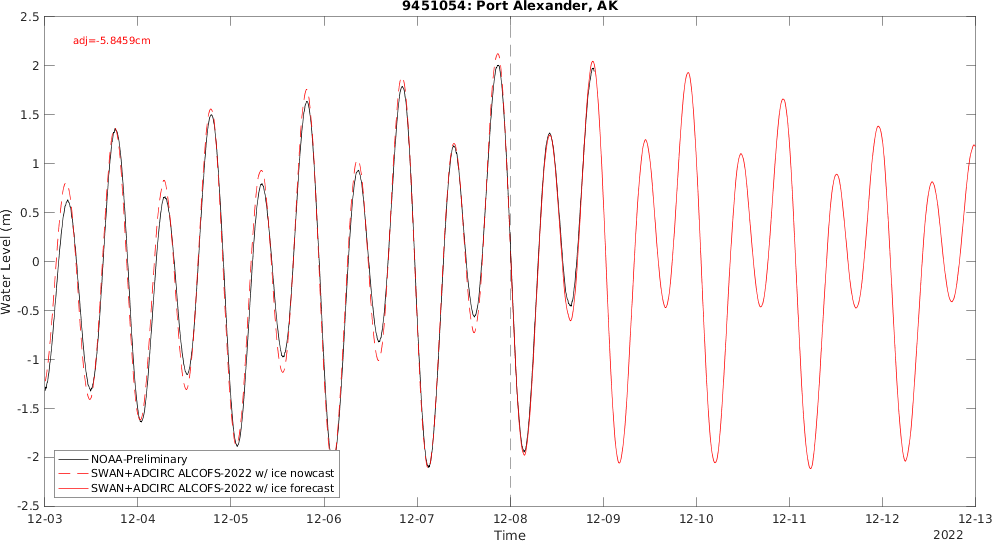 9451054: Port Alexander, AK
adj=-5.8459cm
Water Level (m)
2.5
2
1.5
1
0.5
0
-0.5
-1
-1.5
-2
-2.5
NOAA-Preliminary
SWAN+ADCIRC ALCOFS-2022 w/ ice nowcast
SWAN+ADCIRC ALCOFS-2022 w/ ice forecast
12-03 12-04 12-05 12-06 12-07 12-08 12-09 12-10 12-11 12-12 12-13
Time
2022